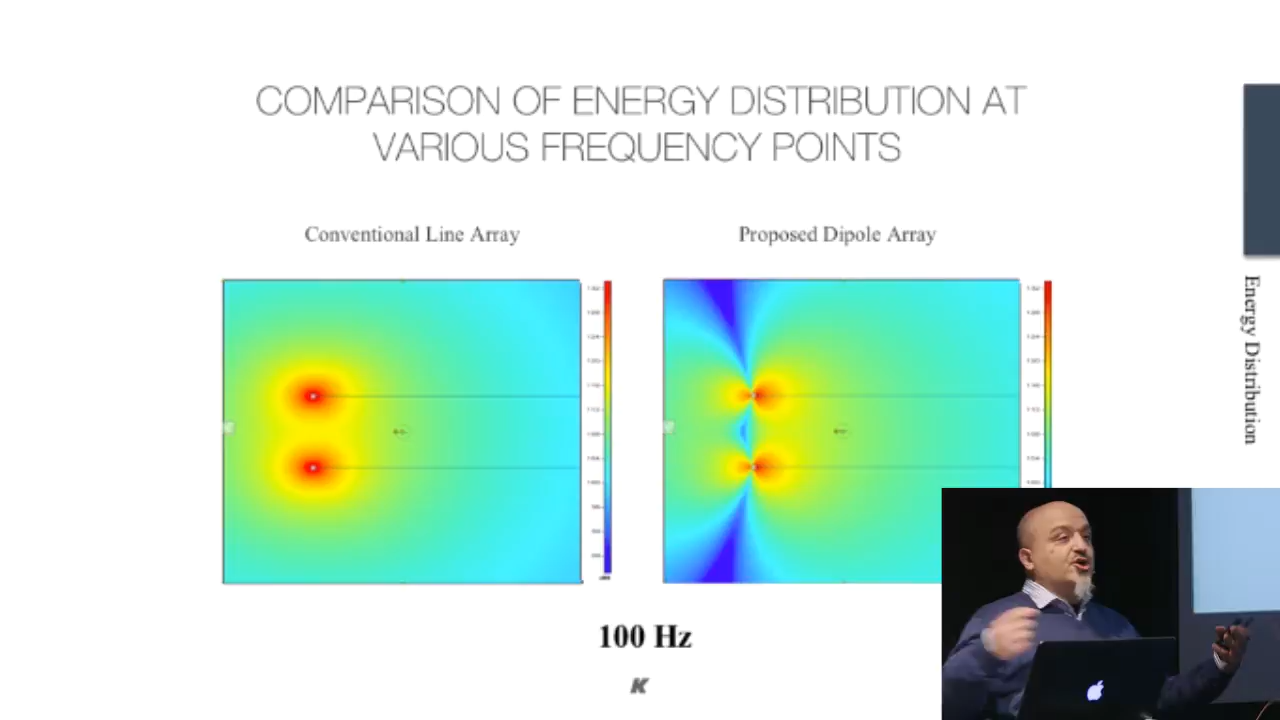 COMPARISON OF ENERGY DISTRIBUTION AT
VARIOUS FREQUENCY POINTS
Conventional Line Array
Proposed Dipole Array
Energy Distribution
100 Hz
K